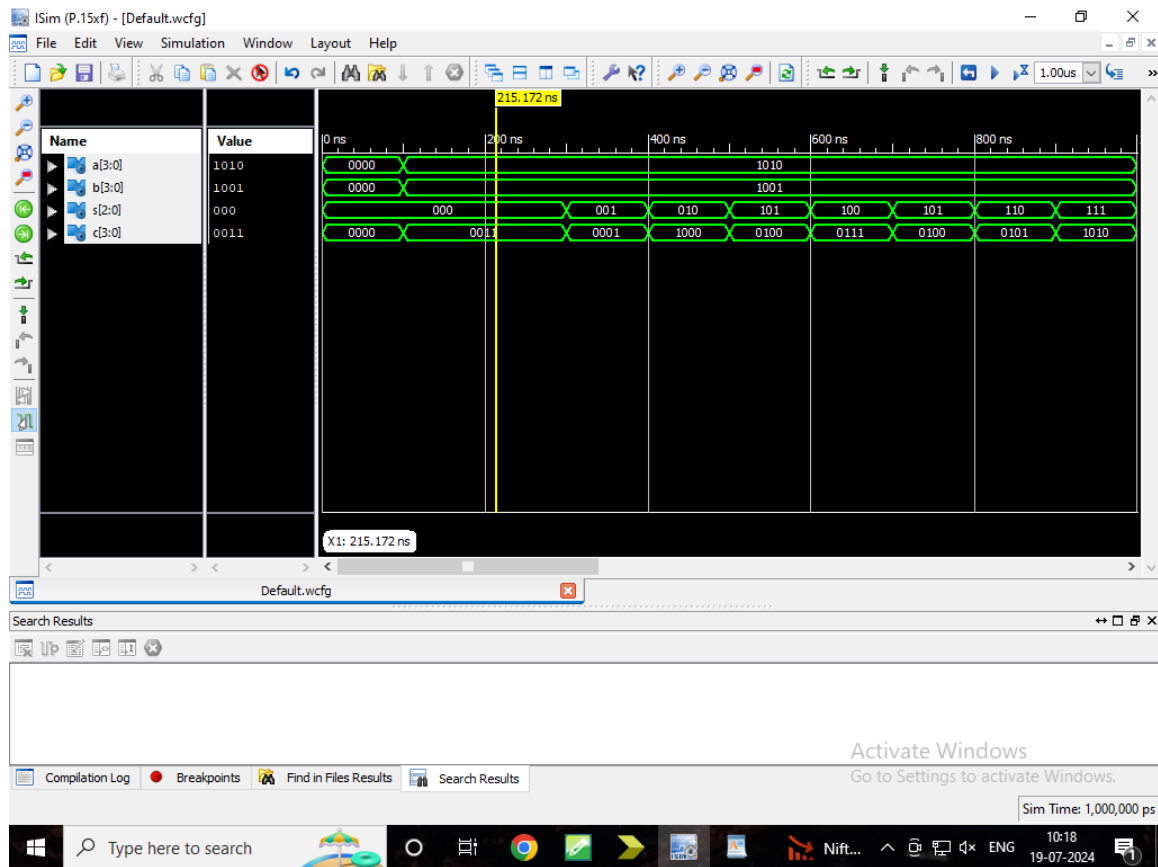 ISim (P.15xf) - [Default.wcfg]
File Edit View Simulation Window Layout Help
1.00us
»
215.172 ns
Name Value 0 ns 200 ns 400 ns 600 ns 800 ns
a[3:0] 1010 0000 1010
b[3:0] 1001 0000 1001
s[2:0] 000 000 001 010 101 100 101 110 111
c[3:0] 0011 0000 0011 0001 1000 0100 0111 0100 0101 1010
X1: 215.172 ns
Default.wcfg
Search Results
Activate Windows
Go to Settings to activate Windows.
Compilation Log Breakpoints Find in Files Results Search Results
Sim Time: 1,000,000 ps
Type here to search Nift... ENG 10:18
19-07-2024 1